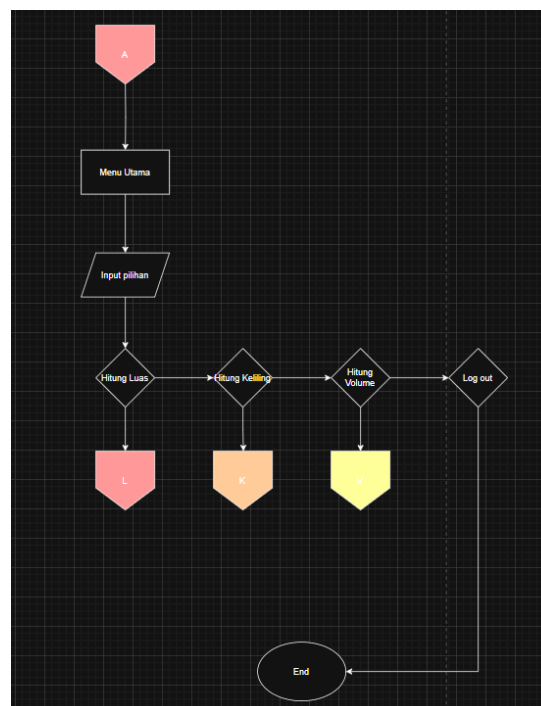 A
Menu Utama
Input pilihan
Hitung Luas
Hitung Keliling
Hitung
Volume
Log out
L
K
End